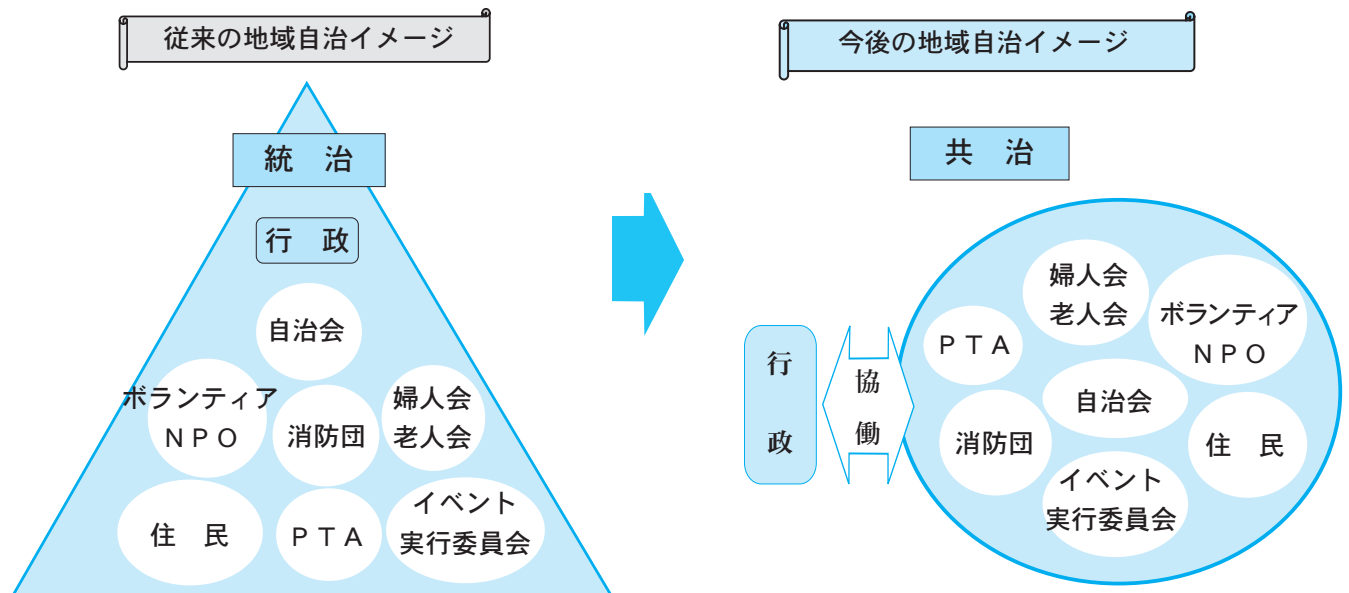 従来の地域自治イメージ
統　治
行　政
自治会
ボランティア
ＮＰＯ
消防団
婦人会
老人会
住　民
ＰＴＡ
イベント
実行委員会
今後の地域自治イメージ
共　治
行
政
協
働
ＰＴＡ
婦人会
老人会
ボランティア
ＮＰＯ
自治会
消防団
住　民
イベント
実行委員会